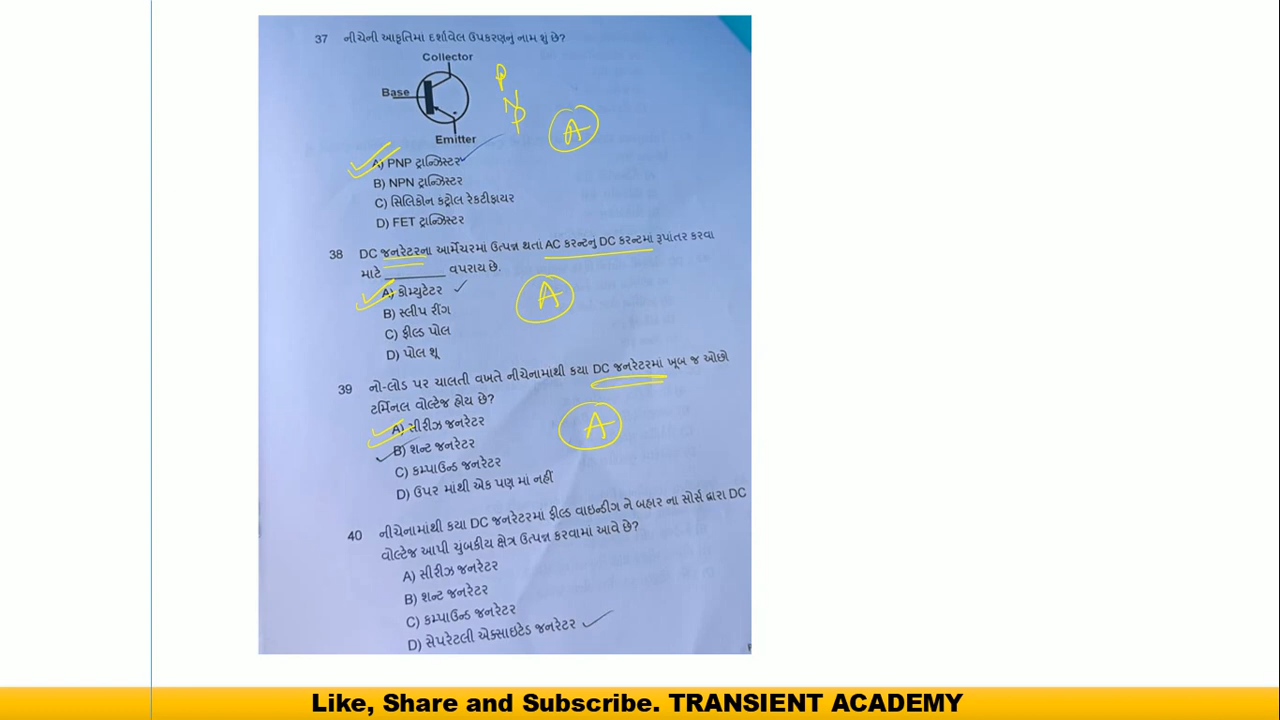 37 નીચેની આકૃતિમાં દર્શાવેલ ઉપકરણનું નામ શું છે?
Collector
Base
Emitter
P
N
P
A
A) PNP ટ્રાન્ઝિસ્ટર
B) NPN ટ્રાન્ઝિસ્ટર
C) સિલિકોન કંટ્રોલ રેકટીફાયર
D) FET ટ્રાન્ઝિસ્ટર
38 DC જનરેટરના આર્મેચરમાં ઉત્પન્ન થતાં AC કરન્ટનું DC કરન્ટમાં રૂપાંતર કરવા
માટે ________ વપરાય છે.
A) કોમ્યુટેટર
A
B) સ્લીપ રીંગ
C) ફીલ્ડ પોલ
D) પોલ શૂ
39 નો-લોડ પર ચાલતી વખતે નીચેનામાથી કયા DC જનરેટરમાં ખૂબ જ ઓછો
ટર્મિનલ વોલ્ટેજ હોય છે?
A) સીરીઝ જનરેટર
A
B) શન્ટ જનરેટર
C) કમ્પાઉન્ડ જનરેટર
D) ઉપર માંથી એક પણ માં નહીં
40 નીચેનામાંથી કયા DC જનરેટરમાં ફીલ્ડ વાઇન્ડીંગ ને બહાર ના સોર્સ દ્વારા DC
વોલ્ટેજ આપી ચુંબકીય ક્ષેત્ર ઉત્પન્ન કરવામાં આવે છે?
A) સીરીઝ જનરેટર
B) શન્ટ જનરેટર
C) કમ્પાઉન્ડ જનરેટર
D) સેપરેટલી એક્સાઇટેડ જનરેટર
Like, Share and Subscribe. TRANSIENT ACADEMY